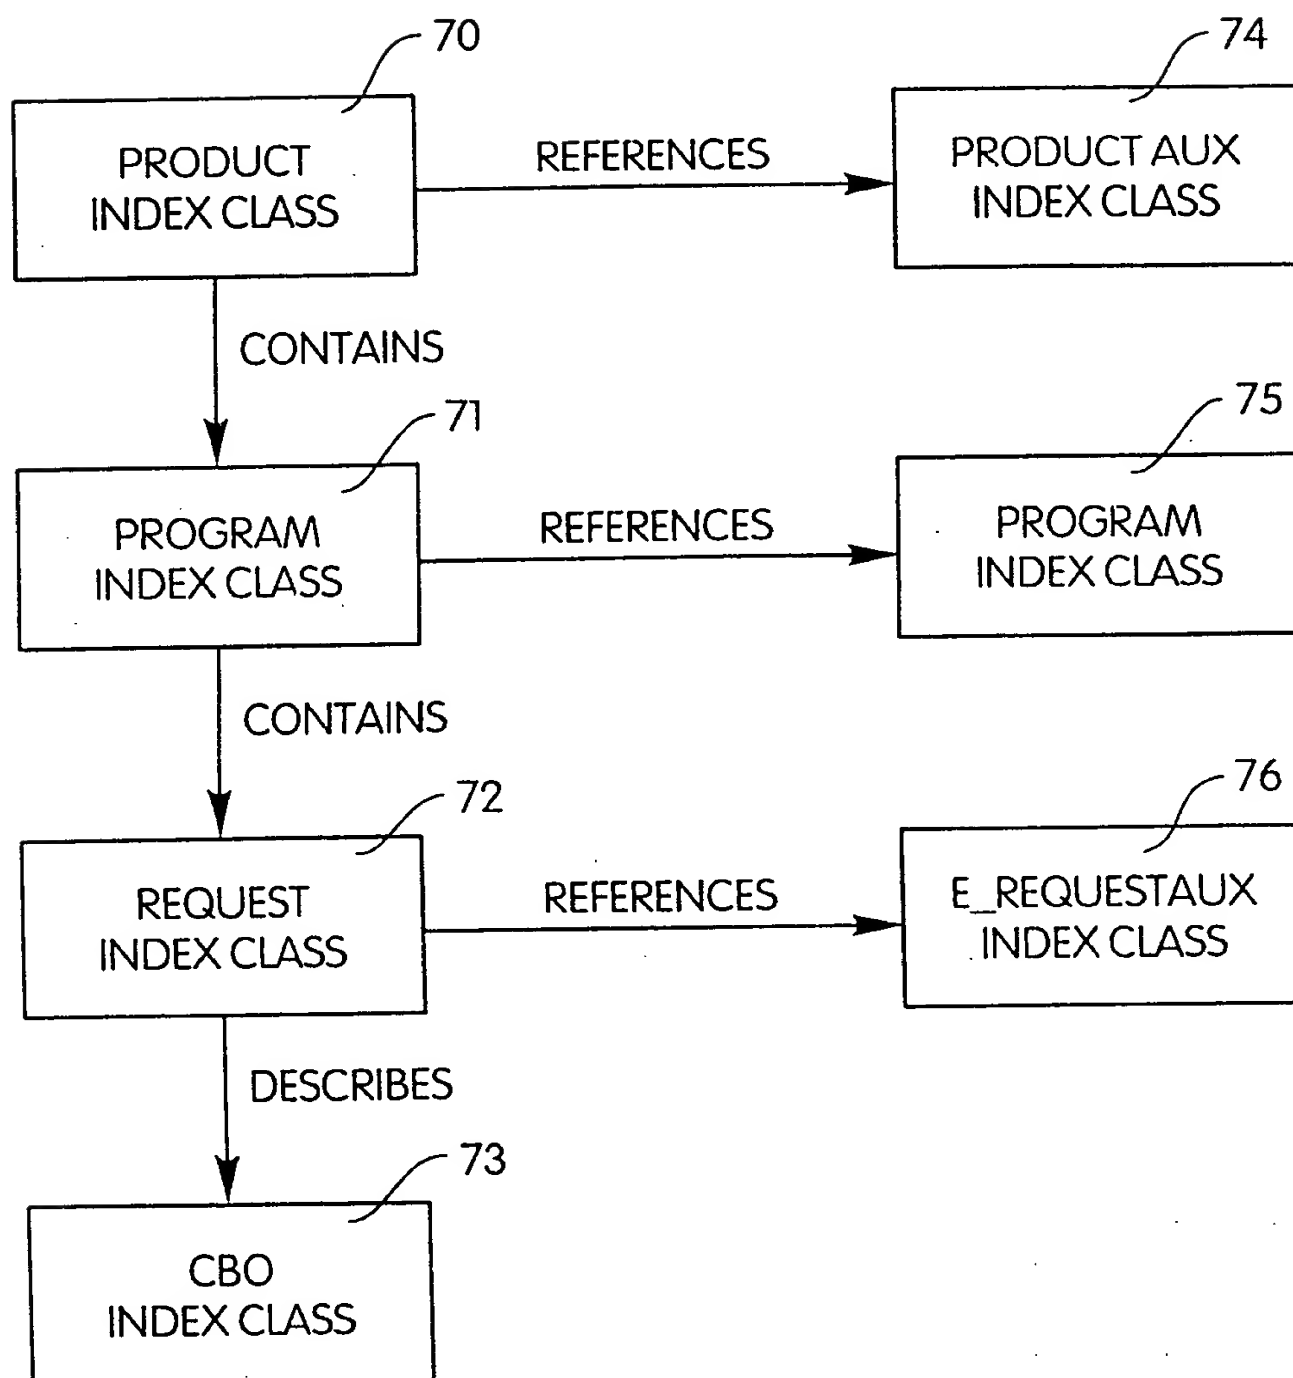 70
74
PRODUCT
INDEX CLASS
REFERENCES
PRODUCT AUX
INDEX CLASS
CONTAINS
71
75
PROGRAM
INDEX CLASS
REFERENCES
PROGRAM
INDEX CLASS
CONTAINS
72
76
REQUEST
INDEX CLASS
REFERENCES
E_REQUESTAUX
INDEX CLASS
DESCRIBES
73
CBO
INDEX CLASS